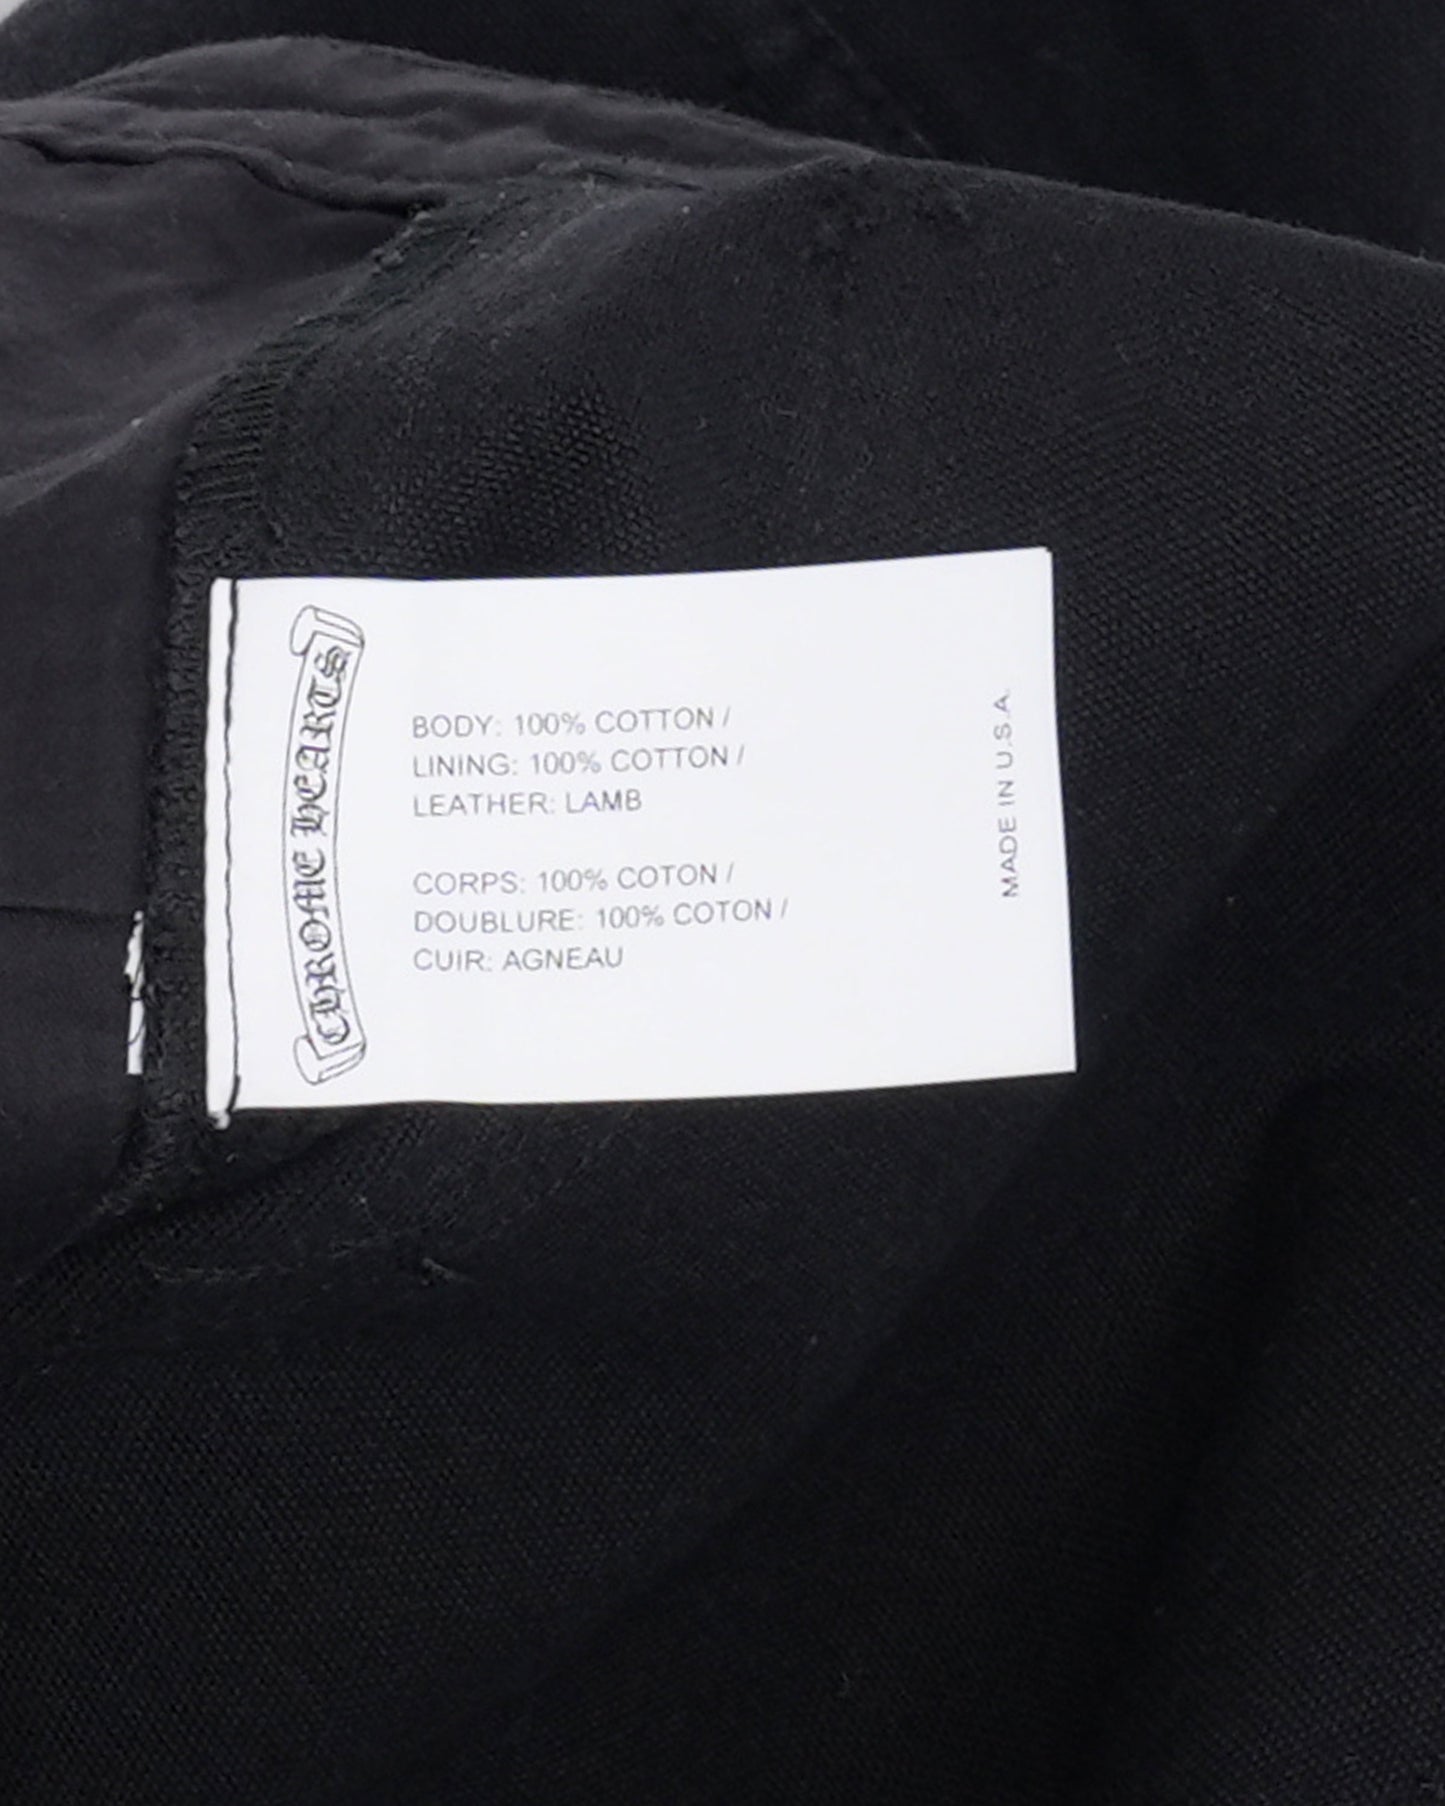 CHROME HEARTS
BODY: 100% COTTON /
LINING: 100% COTTON /
LEATHER: LAMB
CORPS: 100% COTON /
DOUBLURE: 100% COTON /
CUIR: AGNEAU
MADE IN U.S.A.